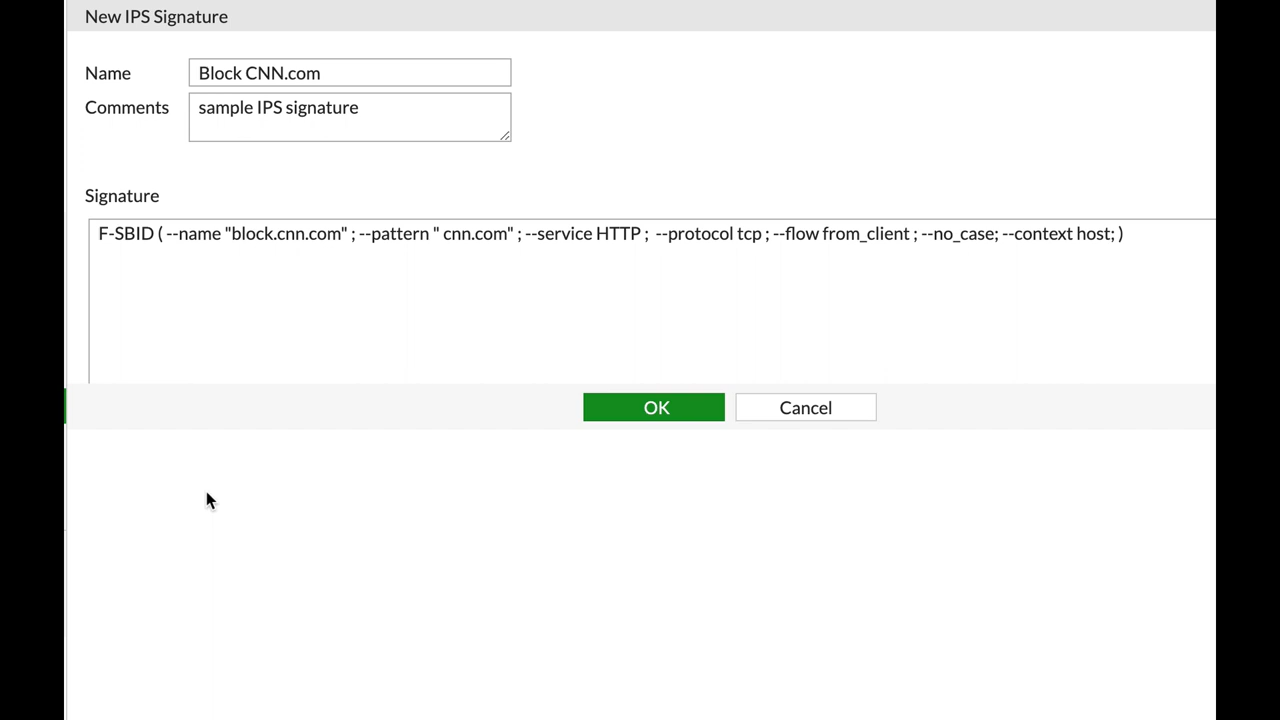 New IPS Signature
Name Block CNN.com
Comments sample IPS signature
Signature
F-SBID ( --name "block.cnn.com" ; --pattern " cnn.com" ; --service HTTP ;  --protocol tcp ; --flow from_client ; --no_case; --context host; )
OK Cancel